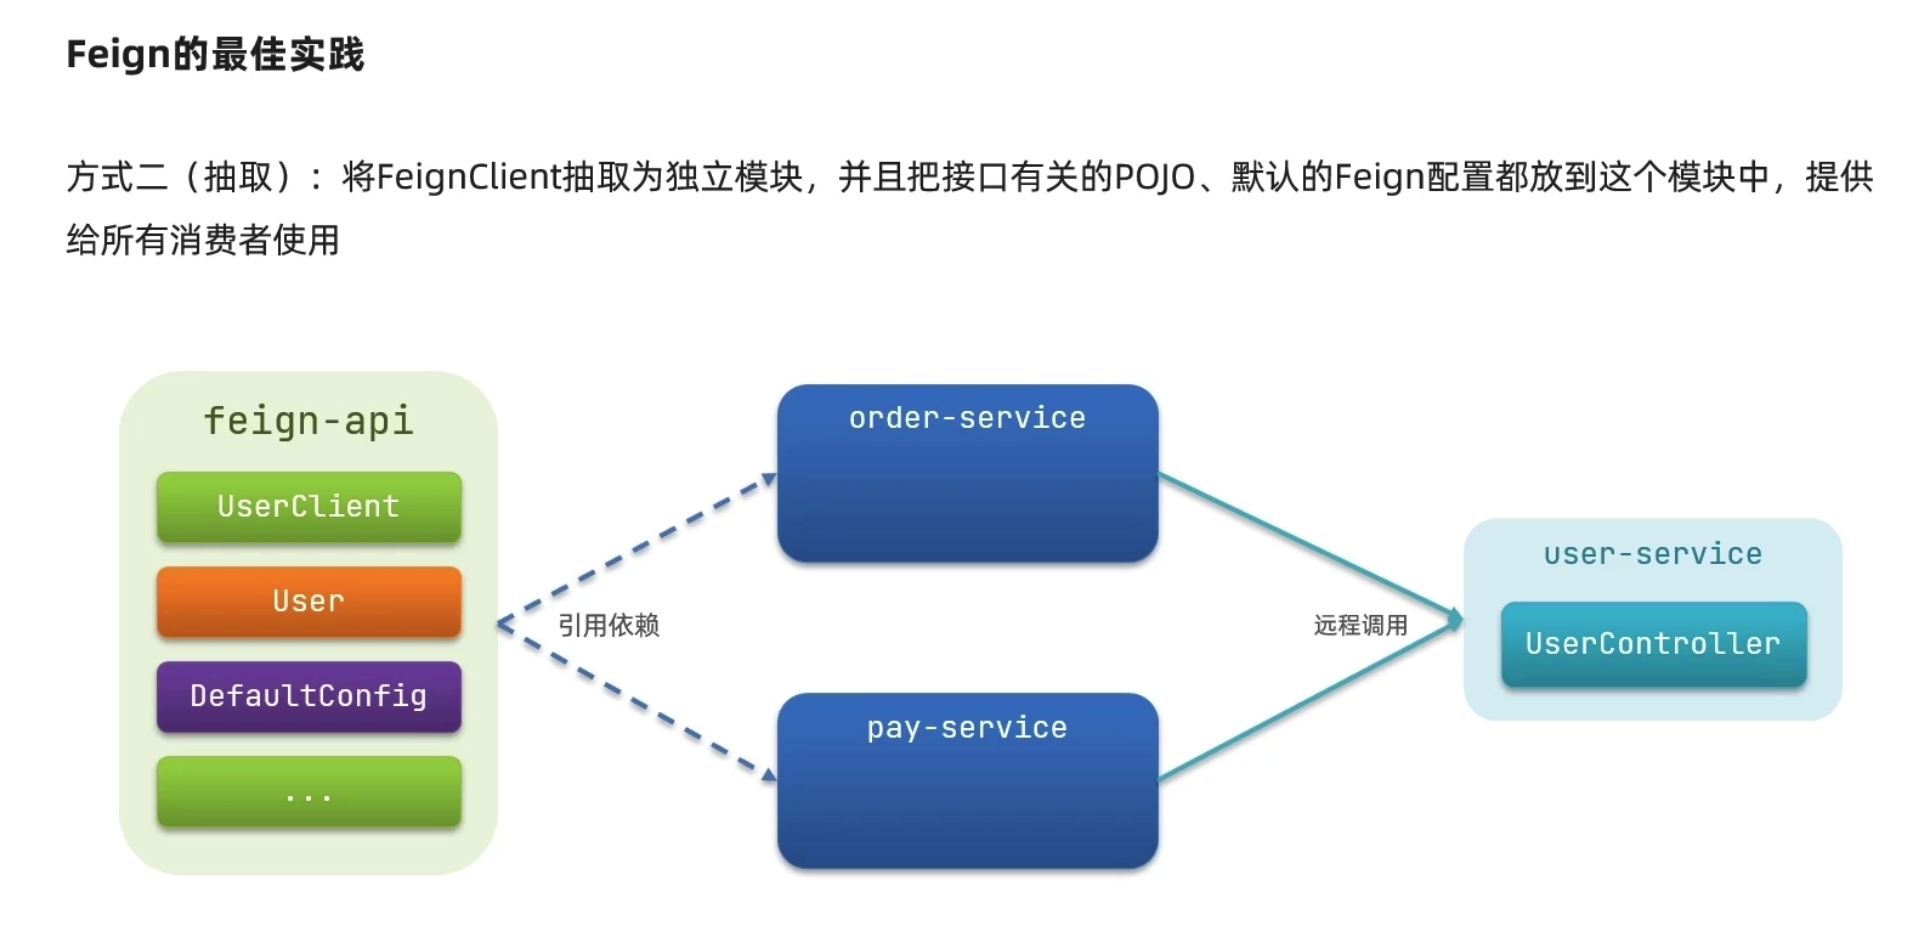 Feign的最佳实践
方式二（抽取）：将FeignClient抽取为独立模块，并且把接口有关的POJO、默认的Feign配置都放到这个模块中，提供
给所有消费者使用
feign-api
UserClient
User
DefaultConfig
...
引用依赖
order-service
pay-service
远程调用
user-service
UserController